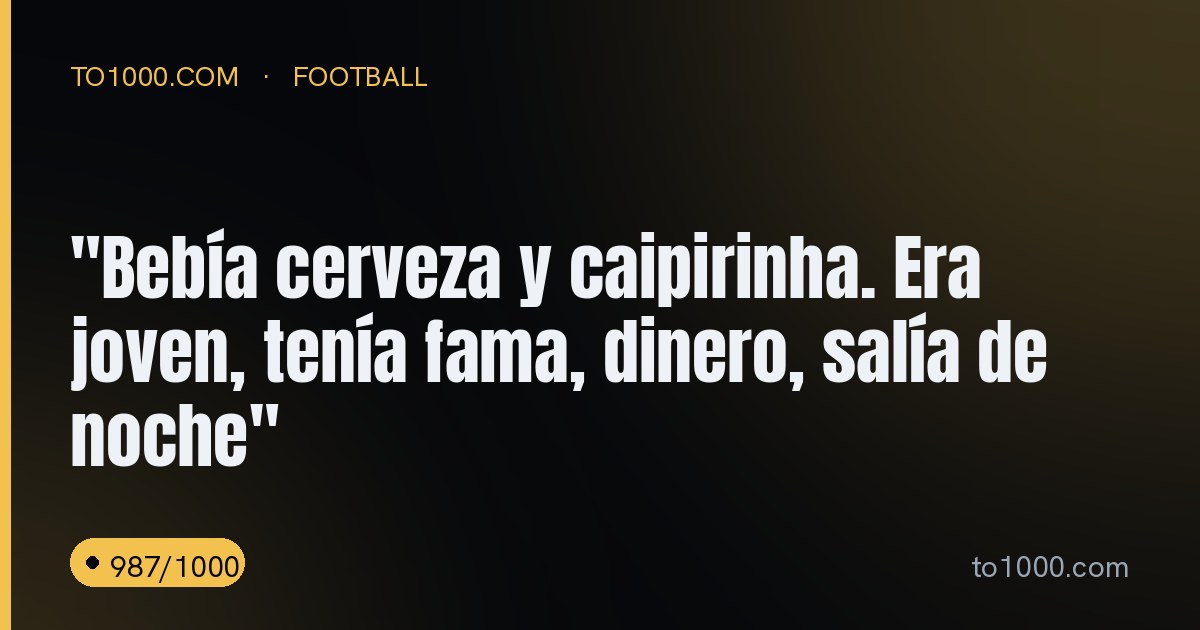 TO1000.COM · FOOTBALL
"Bebía cerveza y caipirinha. Era
joven, tenía fama, dinero, salía de
noche"
987/1000
to1000.com